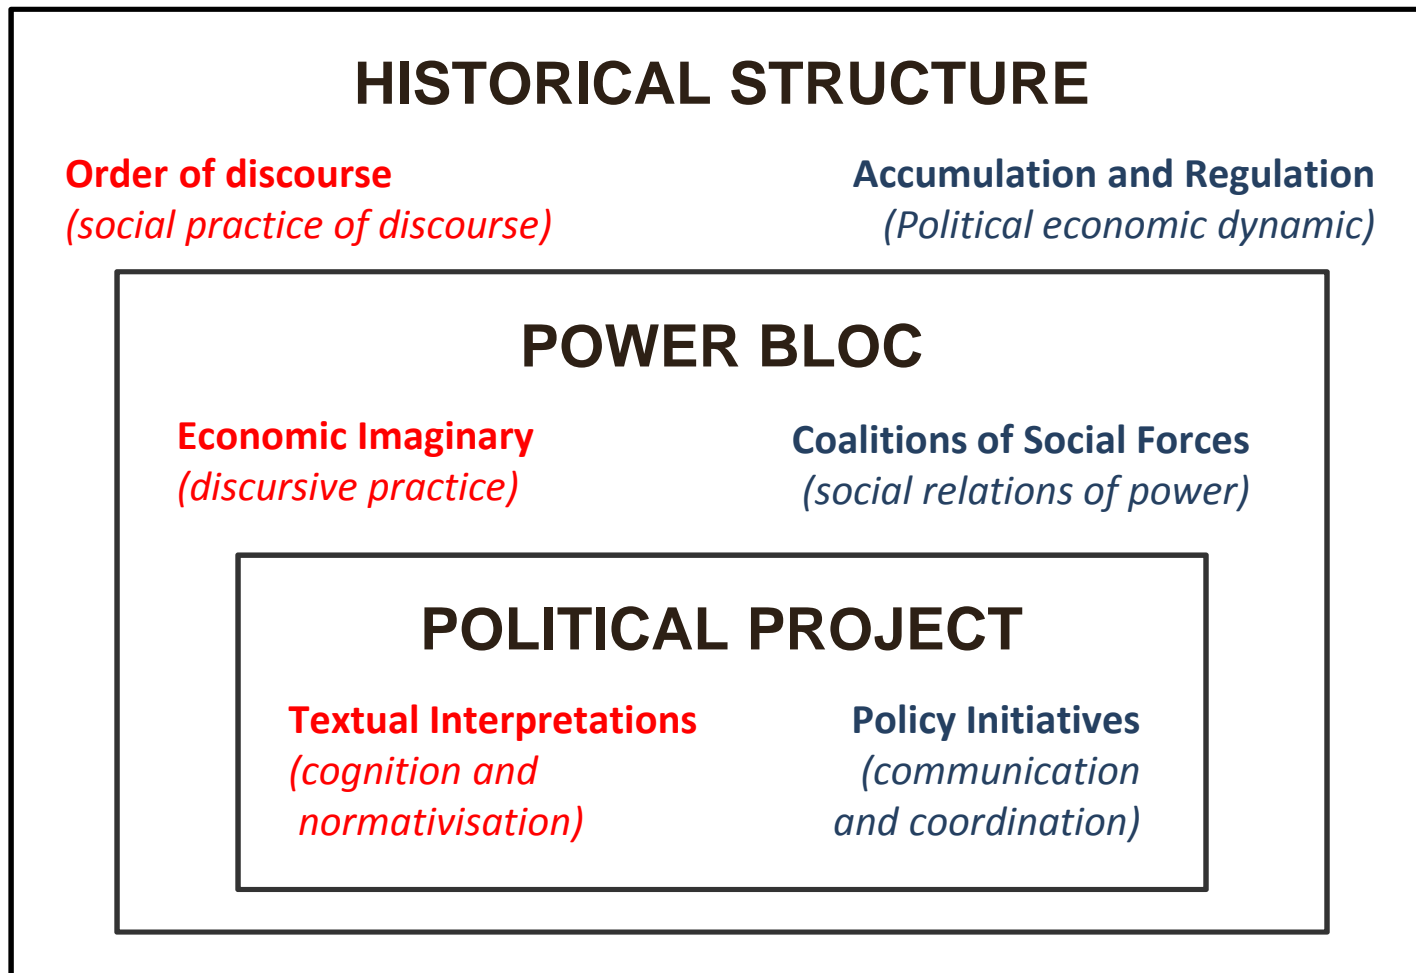 HISTORICAL STRUCTURE
Order of discourse
(social practice of discourse)
Accumulation and Regulation
(Political economic dynamic)
POWER BLOC
Economic Imaginary
(discursive practice)
Coalitions of Social Forces
(social relations of power)
POLITICAL PROJECT
Textual Interpretations
(cognition and
normativisation)
Policy Initiatives
(communication
and coordination)